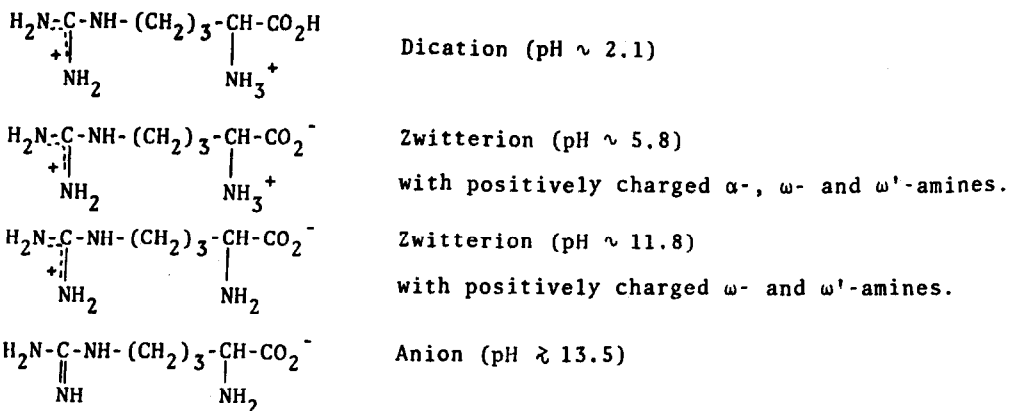 H₂N-C-NH-(CH₂)₃-CH-CO₂H
+
NH₂ NH₃⁺
Dication (pH ∼ 2.1)
H₂N-C-NH-(CH₂)₃-CH-CO₂⁻
+
NH₂ NH₃⁺
Zwitterion (pH ∼ 5.8)
with positively charged α-, ω- and ω'-amines.
H₂N-C-NH-(CH₂)₃-CH-CO₂⁻
+
NH₂ NH₂
Zwitterion (pH ∼ 11.8)
with positively charged ω- and ω'-amines.
H₂N-C-NH-(CH₂)₃-CH-CO₂⁻
NH NH₂
Anion (pH ≳ 13.5)